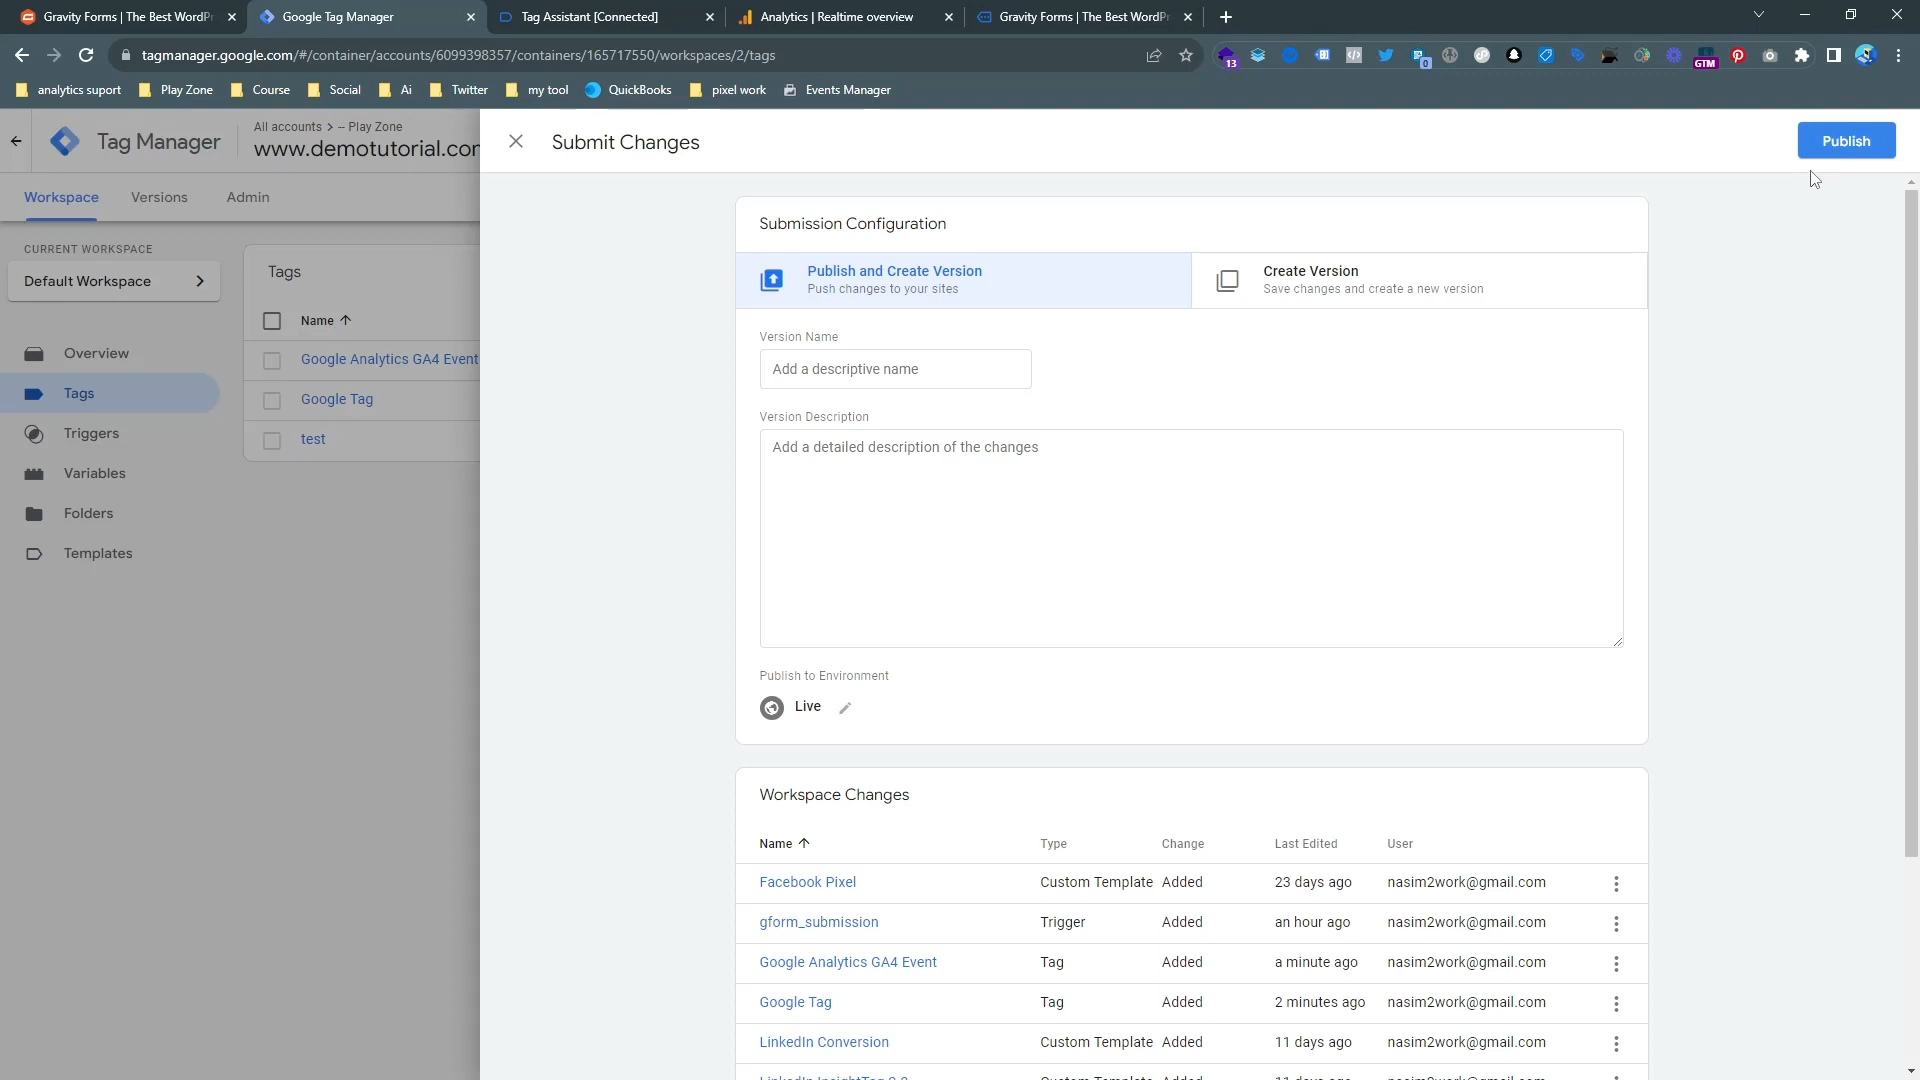 Gravity Forms | The Best WordPr
Google Tag Manager
Tag Assistant [Connected]
Analytics | Realtime overview
Gravity Forms | The Best WordPr
tagmanager.google.com/#/container/accounts/6099398357/containers/165717550/workspaces/2/tags
13
0
GTM
analytics suport
Play Zone
Course
Social
Ai
Twitter
my tool
QuickBooks
pixel work
Events Manager
Tag Manager
All accounts > -- Play Zone
www.demotutorial.com
Submit Changes
Publish
Workspace
Versions
Admin
CURRENT WORKSPACE
Default Workspace
Overview
Tags
Triggers
Variables
Folders
Templates
Tags
Name
Google Analytics GA4 Event
Google Tag
test
Submission Configuration
Publish and Create Version
Push changes to your sites
Create Version
Save changes and create a new version
Version Name
Add a descriptive name
Version Description
Add a detailed description of the changes
Publish to Environment
Live
Workspace Changes
Name Type Change Last Edited User
Facebook Pixel Custom Template Added 23 days ago nasim2work@gmail.com
gform_submission Trigger Added an hour ago nasim2work@gmail.com
Google Analytics GA4 Event Tag Added a minute ago nasim2work@gmail.com
Google Tag Tag Added 2 minutes ago nasim2work@gmail.com
LinkedIn Conversion Custom Template Added 11 days ago nasim2work@gmail.com